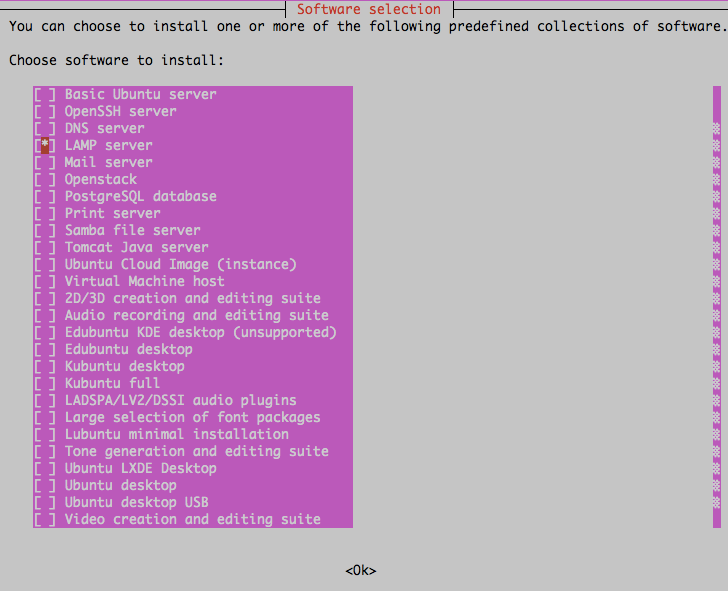 Software selection
You can choose to install one or more of the following predefined collections of software.
Choose software to install:
[ ] Basic Ubuntu server
[ ] OpenSSH server
[ ] DNS server
[*] LAMP server
[ ] Mail server
[ ] Openstack
[ ] PostgreSQL database
[ ] Print server
[ ] Samba file server
[ ] Tomcat Java server
[ ] Ubuntu Cloud Image (instance)
[ ] Virtual Machine host
[ ] 2D/3D creation and editing suite
[ ] Audio recording and editing suite
[ ] Edubuntu KDE desktop (unsupported)
[ ] Edubuntu desktop
[ ] Kubuntu desktop
[ ] Kubuntu full
[ ] LADSPA/LV2/DSSI audio plugins
[ ] Large selection of font packages
[ ] Lubuntu minimal installation
[ ] Tone generation and editing suite
[ ] Ubuntu LXDE Desktop
[ ] Ubuntu desktop
[ ] Ubuntu desktop USB
[ ] Video creation and editing suite
<Ok>